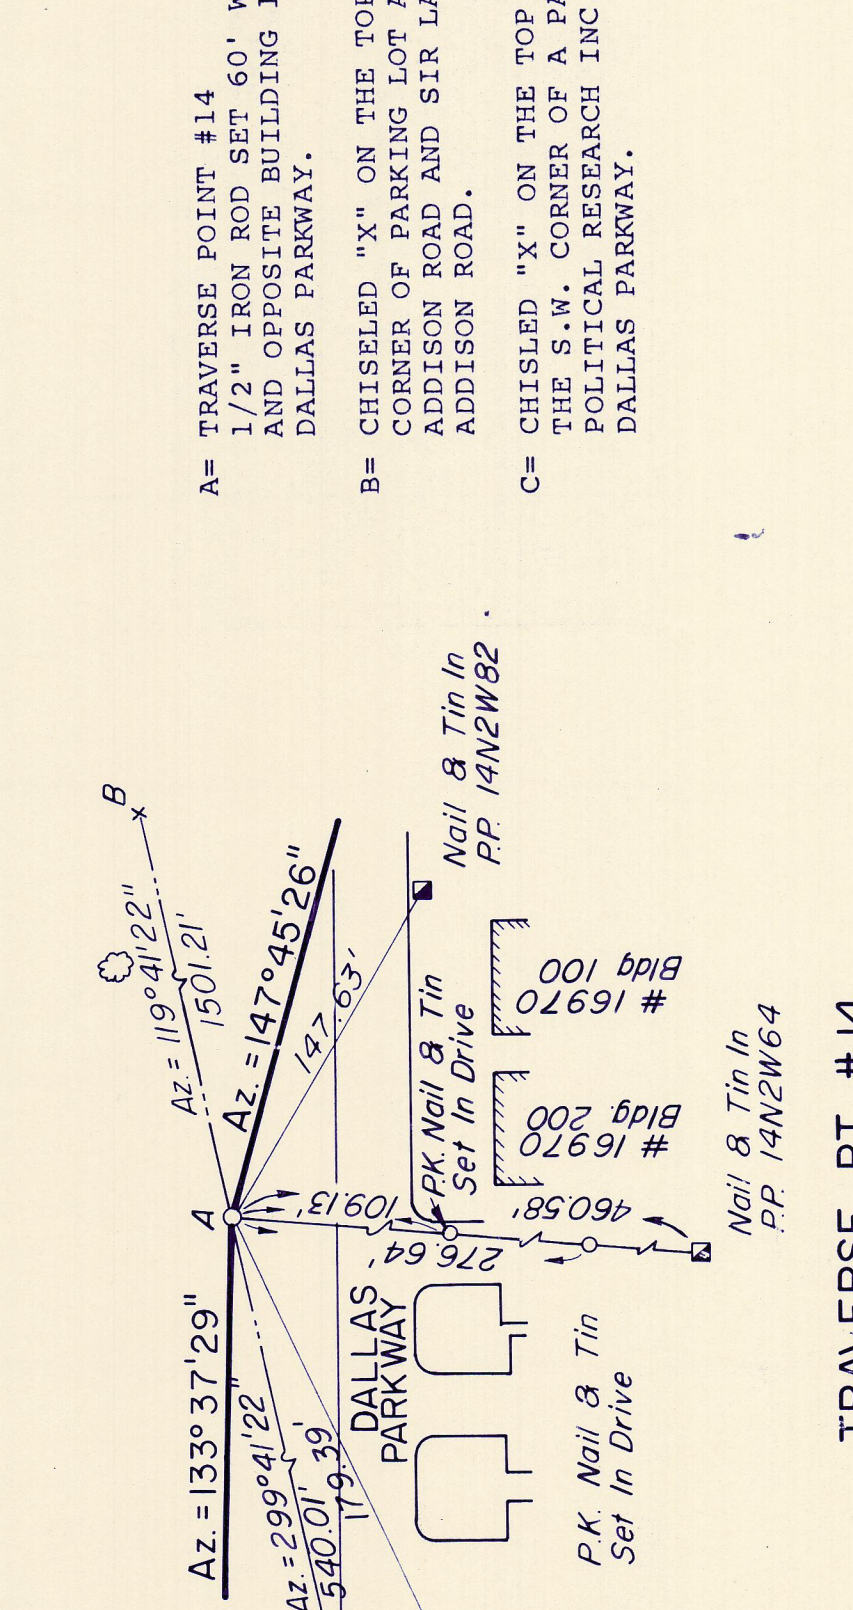 A= TRAVERSE POINT #14
1/2" IRON ROD SET 60'
AND OPPOSITE BUILDING
DALLAS PARKWAY.
B= CHISELED "X" ON THE TOP
CORNER OF PARKING LOT
ADDISON ROAD AND SIR
ADDISON ROAD.
C= CHISLED "X" ON THE TOP
THE S.W. CORNER OF A
POLITICAL RESEARCH INC
DALLAS PARKWAY.
B
Az. = 119°41'22"
1501.21'
Az. = 147°45'26"
147.63'
Nail & Tin In
P.P. 14N2W82
A
109.13'
P.K. Nail & Tin
Set In Drive
# 16970
Bldg 100
# 16970
Bldg. 200
276.64'
460.58'
Nail & Tin In
P.P. 14N2W64
Az. = 133°37'29"
Az. = 299°41'22"
540.01'
179.39'
DALLAS
PARKWAY
P.K. Nail & Tin
Set In Drive
TRAVERSE PT. #14